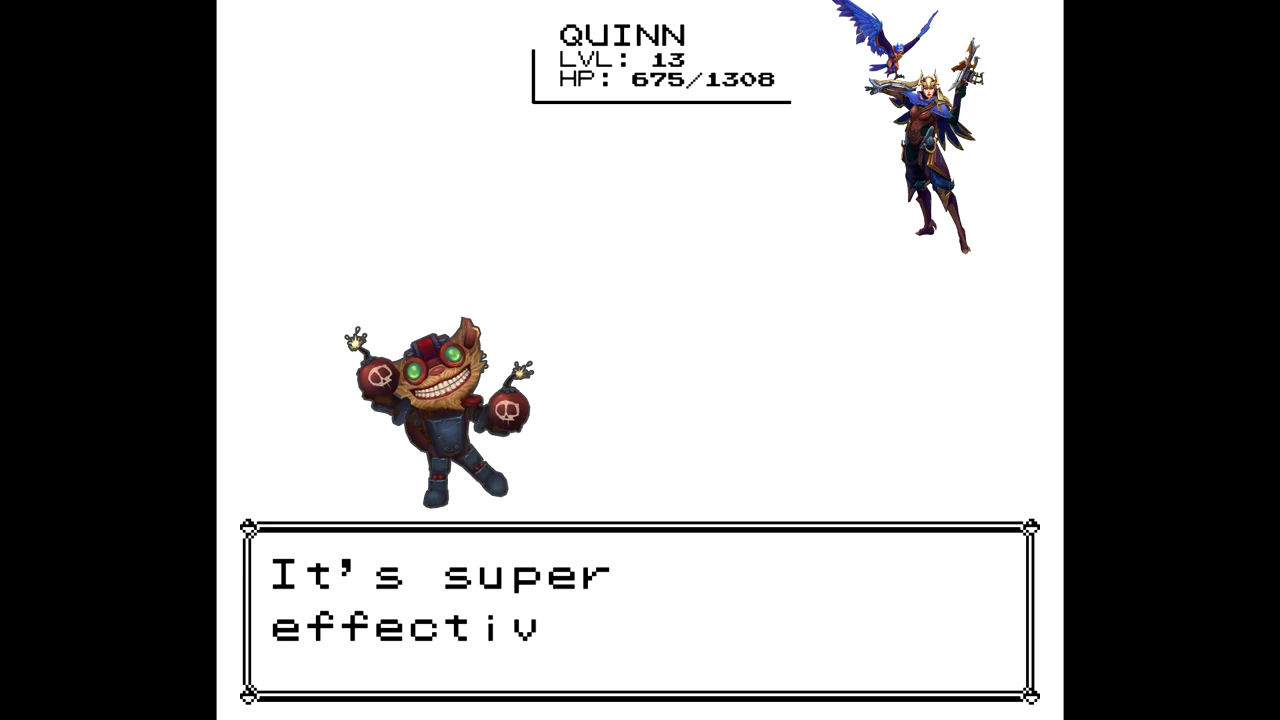 QUINN
LVL: 13
HP: 675/1308
It's super
effectiv